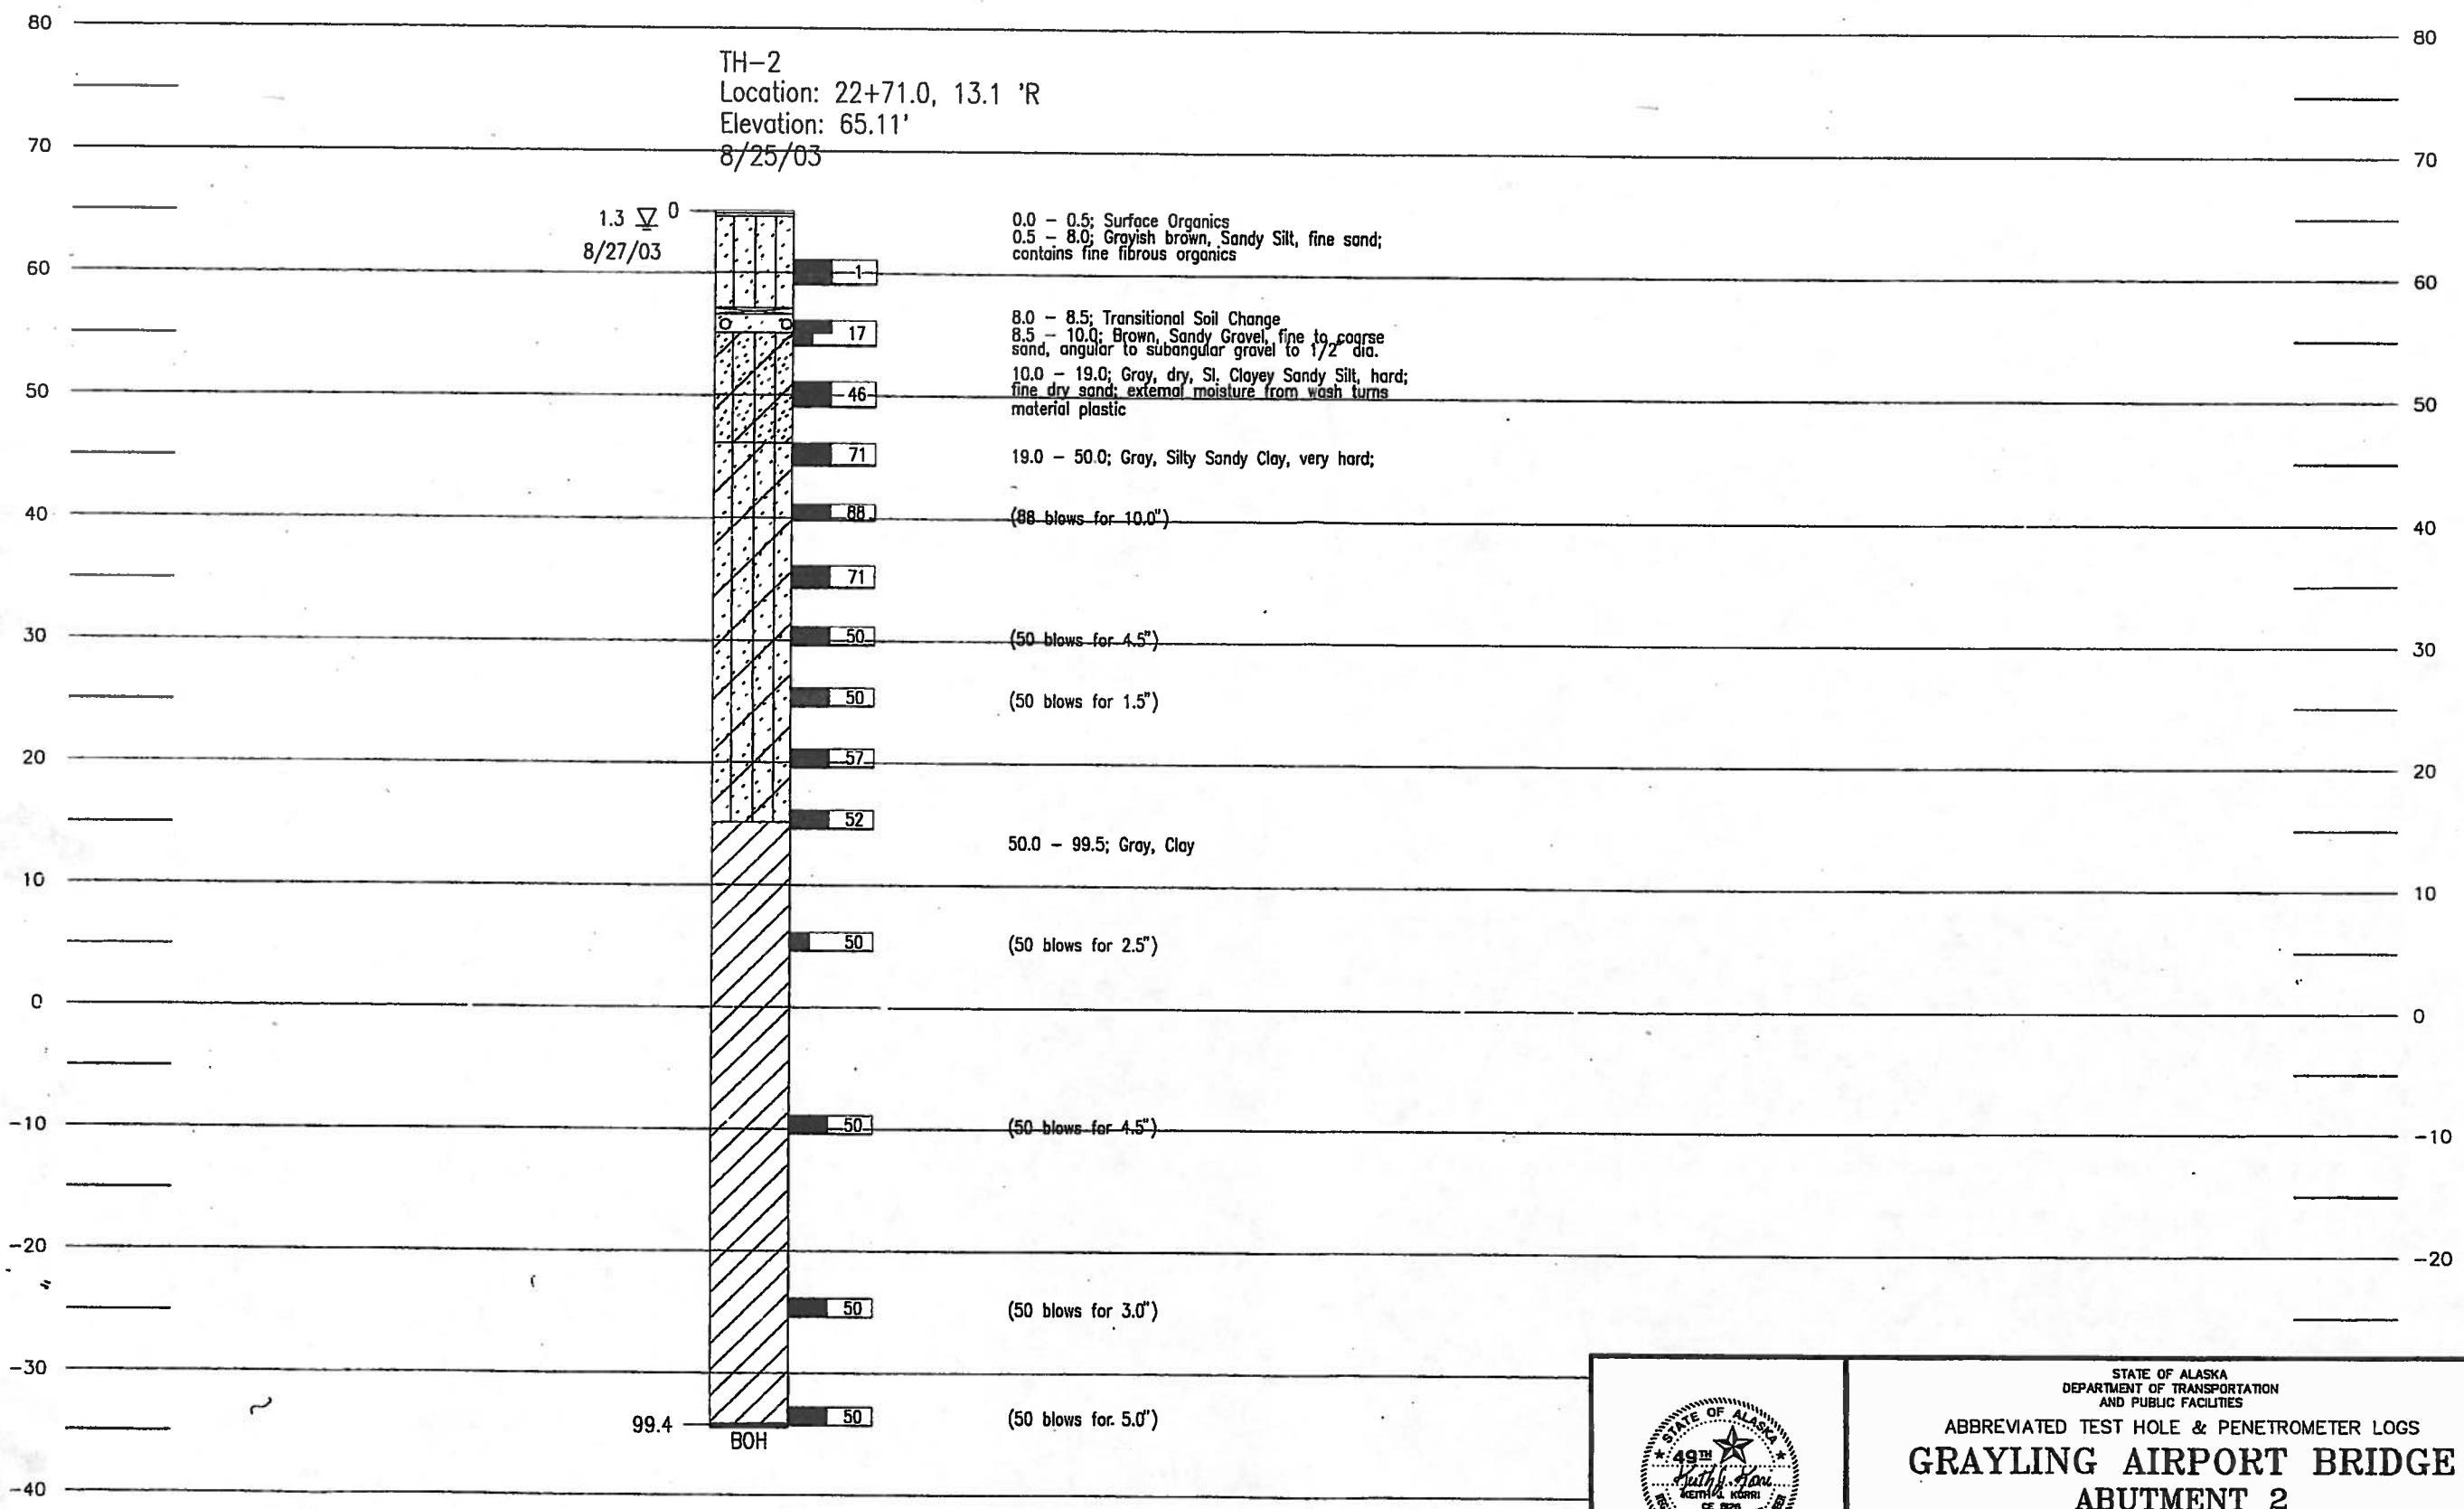 80
80
TH-2
Location: 22+71.0, 13.1 'R
Elevation: 65.11'
8/25/03
70
70
1.3
0
8/27/03
0.0 - 0.5; Surface Organics
0.5 - 8.0; Grayish brown, Sandy Silt, fine sand;
contains fine fibrous organics
60
1
60
8.0 - 8.5; Transitional Soil Change
17
8.5 - 10.0; Brown, Sandy Gravel, fine to coarse
sand, angular to subangular gravel to 1/2" dia.
10.0 - 19.0; Gray, dry, Sl. Clayey Sandy Silt, hard;
50
46
fine dry sand; external moisture from wash turns
50
material plastic
71
19.0 - 50.0; Gray, Silty Sandy Clay, very hard;
40
88
(88 blows for 10.0")
40
71
30
50
(50 blows for 4.5")
30
50
(50 blows for 1.5")
20
57
20
52
50.0 - 99.5; Gray, Clay
10
10
50
(50 blows for 2.5")
0
0
-10
50
(50 blows for 4.5")
-10
-20
-20
50
(50 blows for 3.0")
-30
99.4
50
(50 blows for 5.0")
BOH
-40
STATE OF ALASKA
DEPARTMENT OF TRANSPORTATION
AND PUBLIC FACILITIES
ABBREVIATED TEST HOLE & PENETROMETER LOGS
GRAYLING AIRPORT BRIDGE
ABUTMENT 2
STATE OF ALASKA
49TH
KEITH J. KORRI